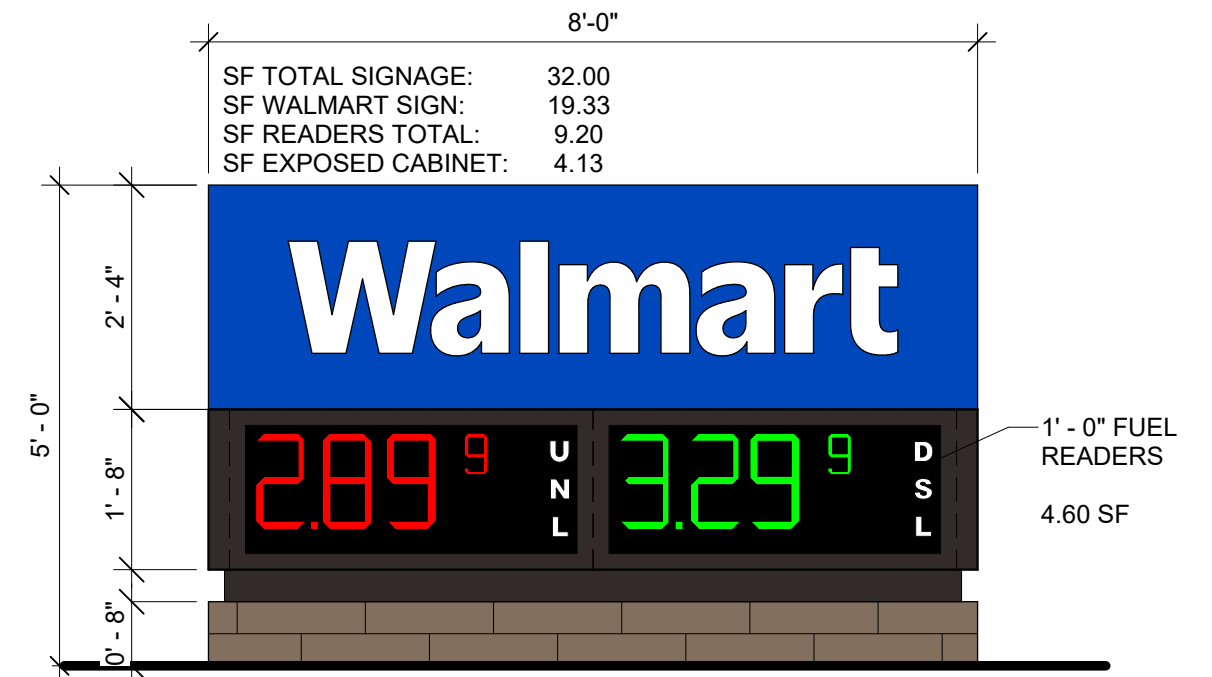 8'-0"
SF TOTAL SIGNAGE: 32.00
SF WALMART SIGN: 19.33
SF READERS TOTAL: 9.20
SF EXPOSED CABINET: 4.13
5' - 0"
2' - 4"
1' - 8"
0' - 8"
Walmart
2.89 9
U
N
L
3.29 9
D
S
L
1' - 0" FUEL
READERS
4.60 SF